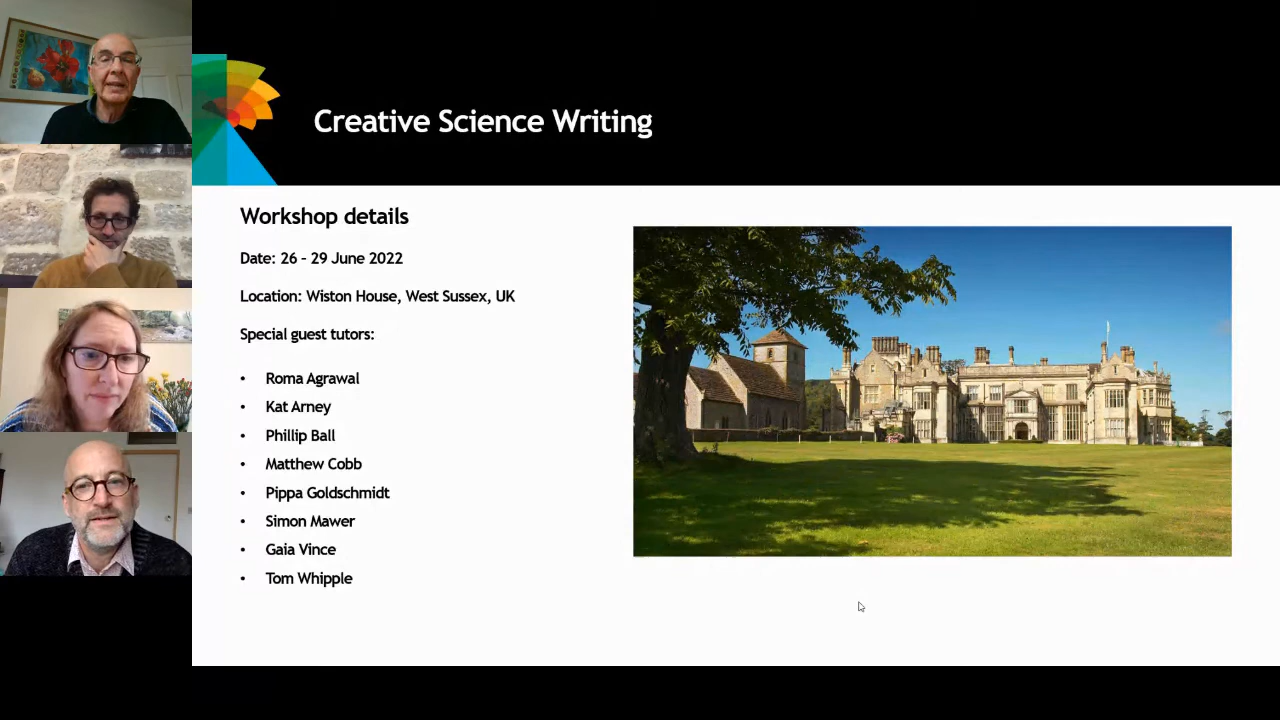 Creative Science Writing
Workshop details
Date: 26 – 29 June 2022
Location: Wiston House, West Sussex, UK
Special guest tutors:
• Roma Agrawal
• Kat Arney
• Phillip Ball
• Matthew Cobb
• Pippa Goldschmidt
• Simon Mawer
• Gaia Vince
• Tom Whipple